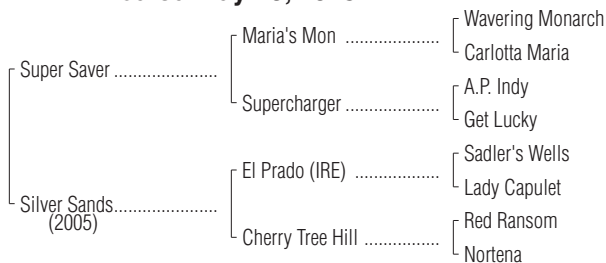 Wavering Monarch
Maria's Mon ....................
Carlotta Maria
Super Saver ......................
A.P. Indy
Supercharger ....................
Get Lucky
Sadler's Wells
El Prado (IRE) ..................
Lady Capulet
Silver Sands......................
(2005)
Red Ransom
Cherry Tree Hill ................
Nortena